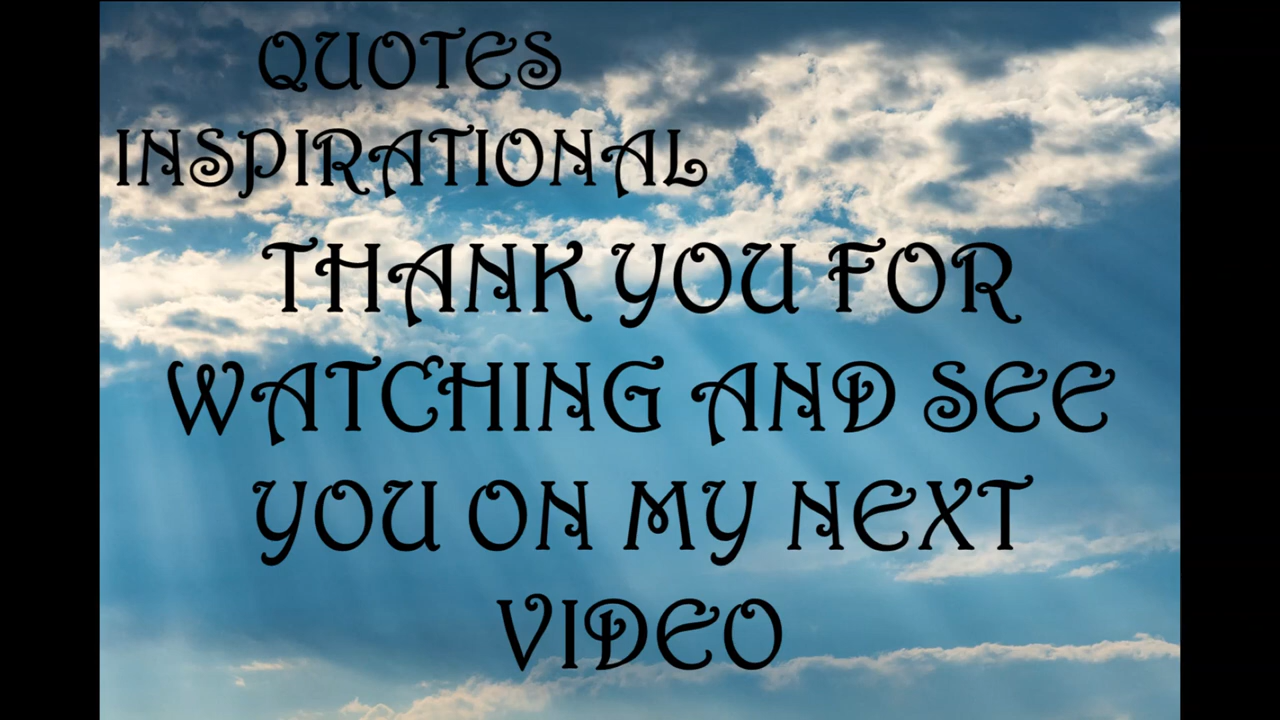 QUOTES
INSPIRATIONAL
THANK YOU FOR
WATCHING AND SEE
YOU ON MY NEXT
VIDEO